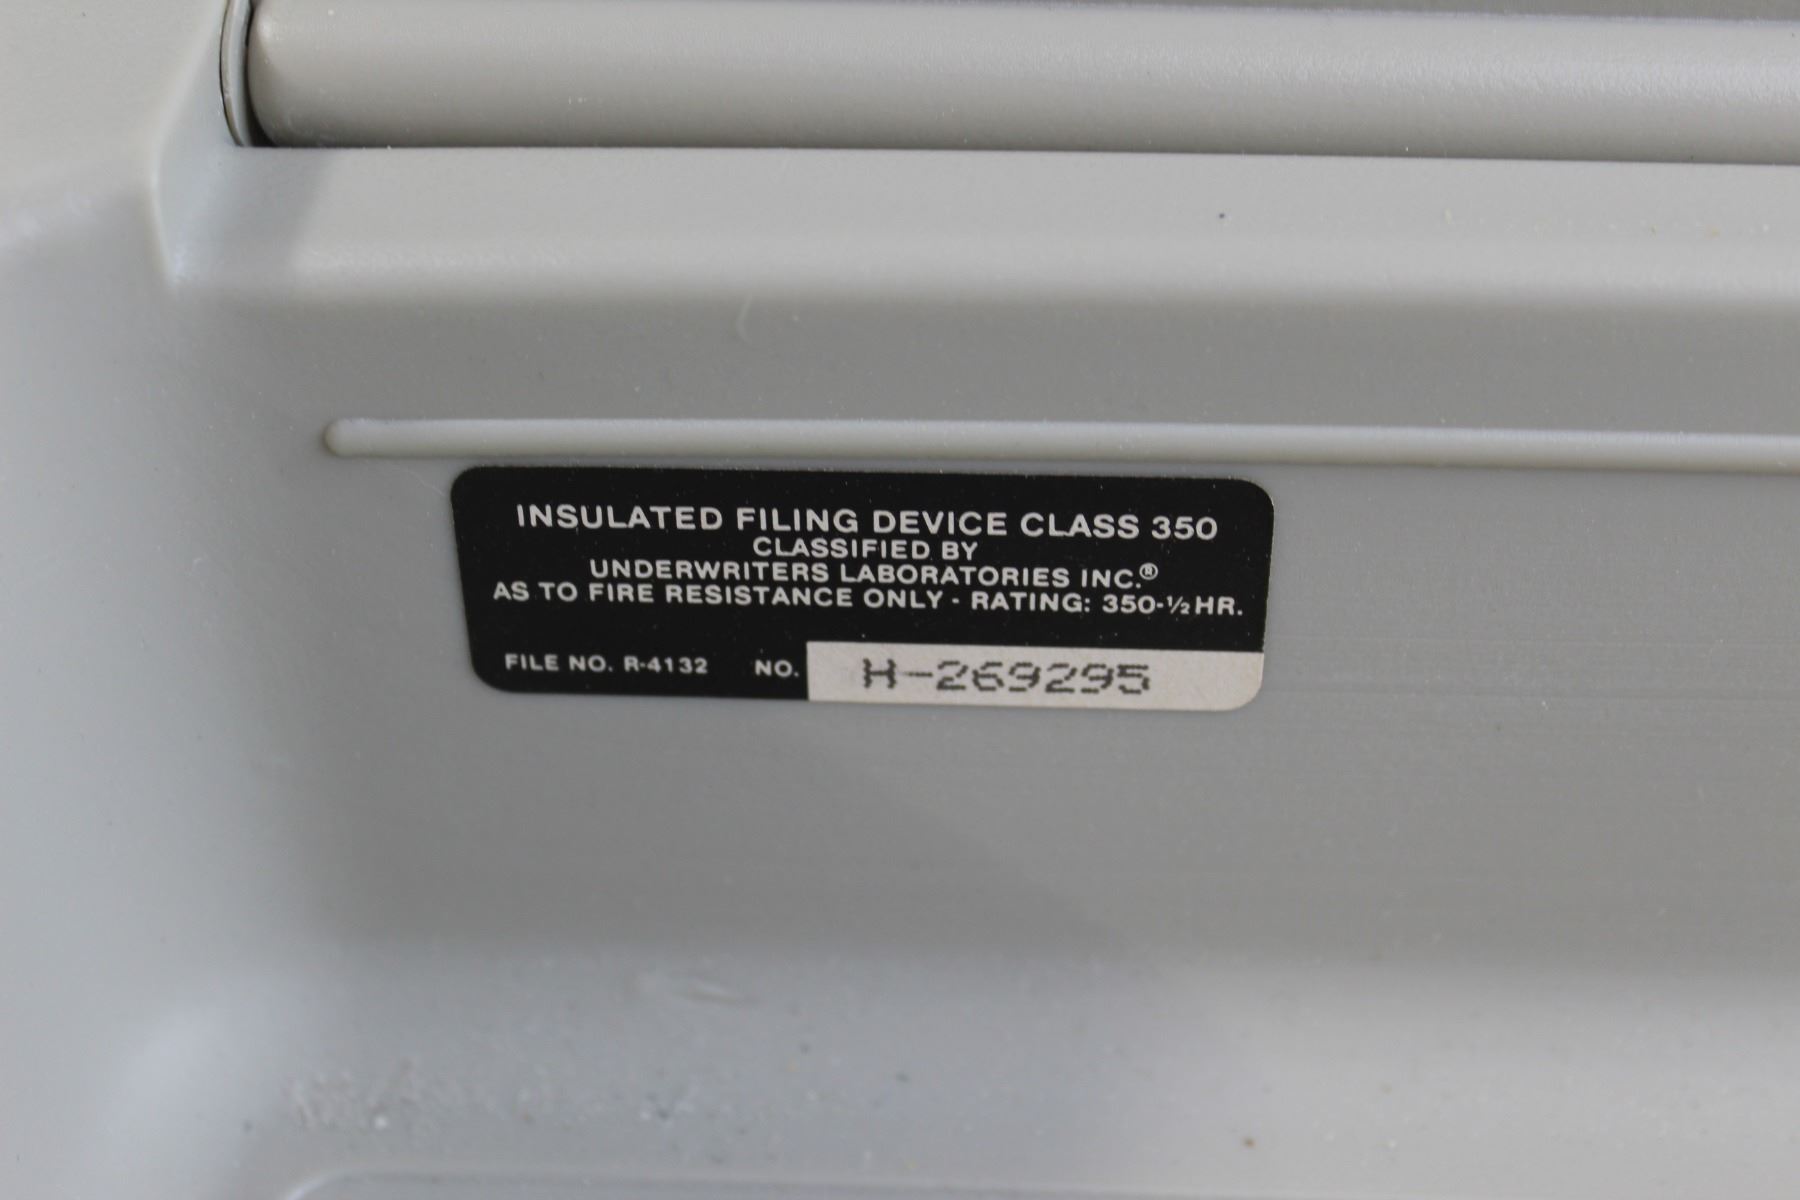 INSULATED FILING DEVICE CLASS 350
CLASSIFIED BY
UNDERWRITERS LABORATORIES INC.®
AS TO FIRE RESISTANCE ONLY - RATING: 350-½HR.
FILE NO. R-4132 NO. H-269295